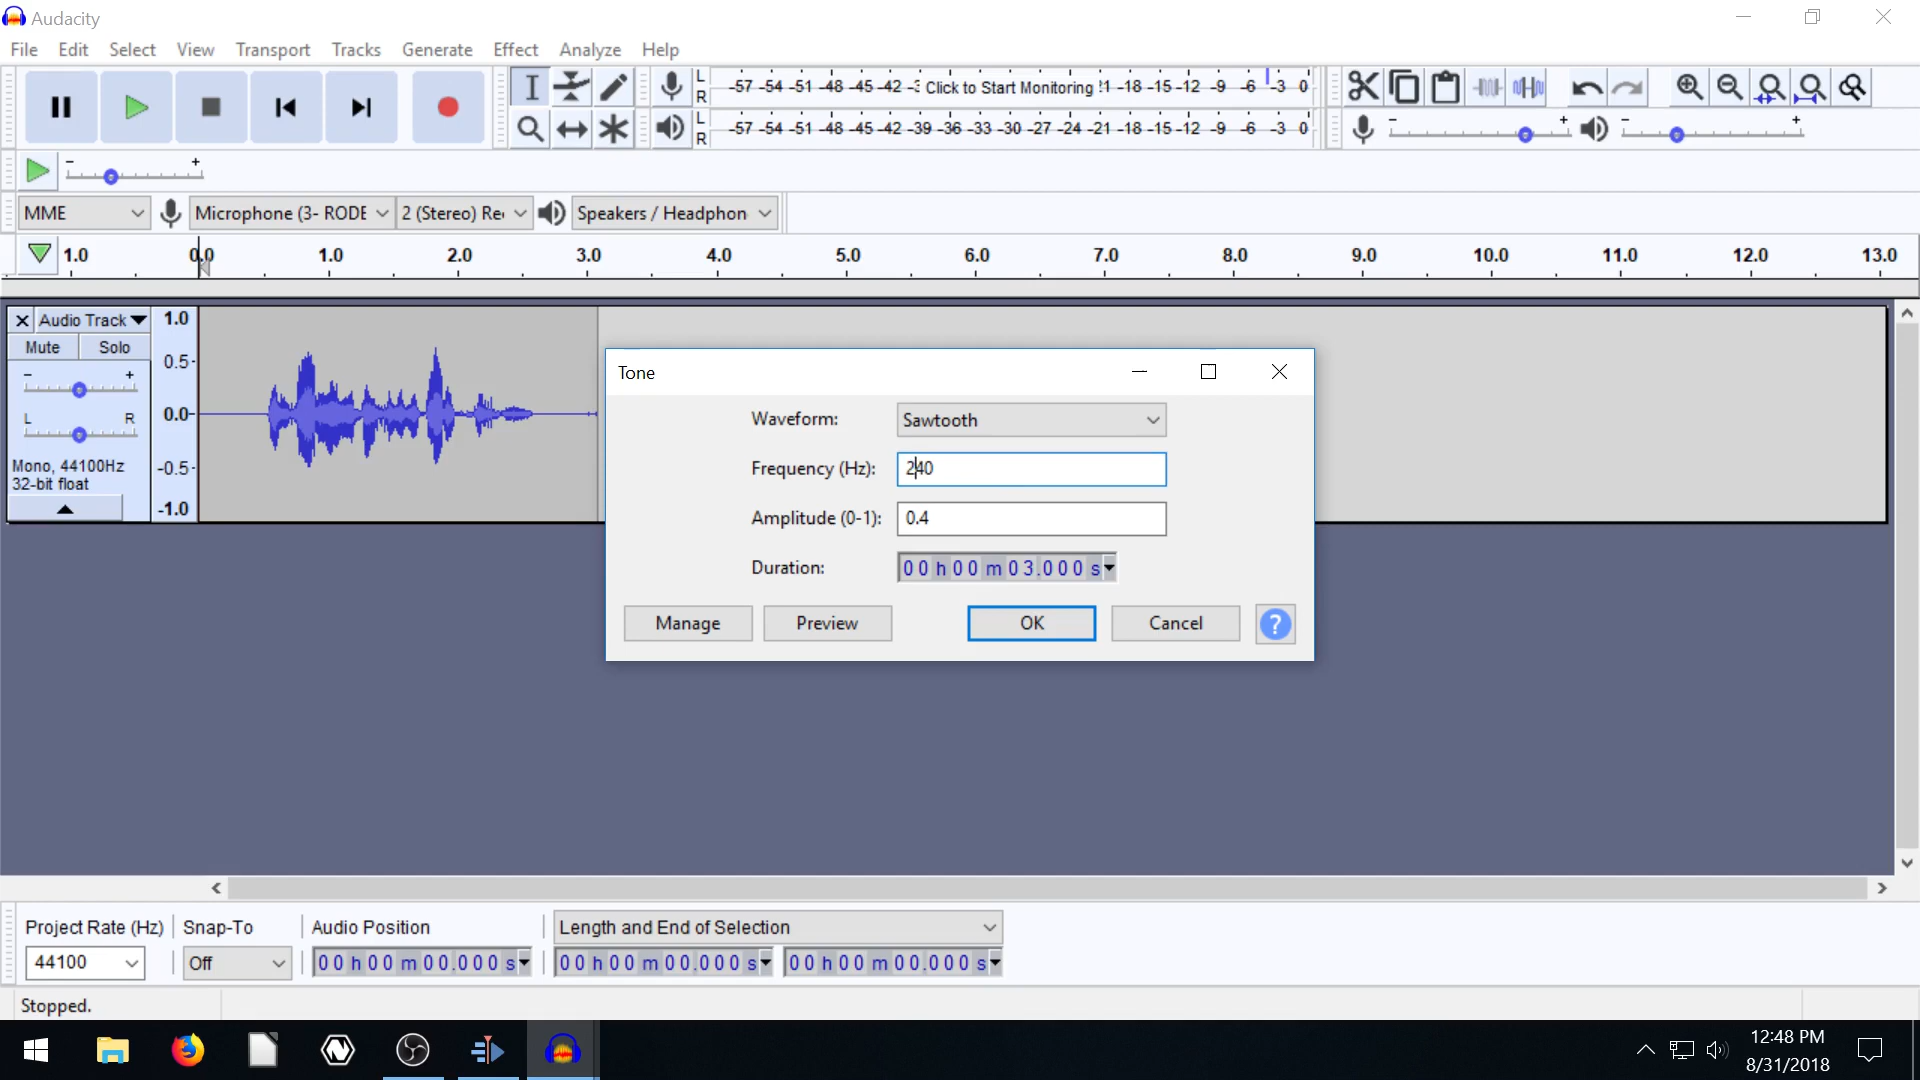 Audacity
File Edit Select View Transport Tracks Generate Effect Analyze Help
L R -57 -54 -51 -48 -45 -42 -3 Click to Start Monitoring !1 -18 -15 -12 -9 -6 -3 0
L R -57 -54 -51 -48 -45 -42 -39 -36 -33 -30 -27 -24 -21 -18 -15 -12 -9 -6 -3 0
- + - +
- +
MME Microphone (3- RODE 2 (Stereo) Re Speakers / Headphon
1.0 0.0 1.0 2.0 3.0 4.0 5.0 6.0 7.0 8.0 9.0 10.0 11.0 12.0 13.0
Audio Track 1.0
Mute Solo
0.5
- +
0.0
L R
Mono, 44100Hz
-0.5
32-bit float
-1.0
Tone
Waveform: Sawtooth
Frequency (Hz): 240
Amplitude (0-1): 0.4
Duration: 00 h 00 m 03.000 s
Manage Preview OK Cancel ?
Project Rate (Hz) Snap-To Audio Position Length and End of Selection
44100 Off 00 h 00 m 00.000 s 00 h 00 m 00.000 s 00 h 00 m 00.000 s
Stopped.
12:48 PM
8/31/2018